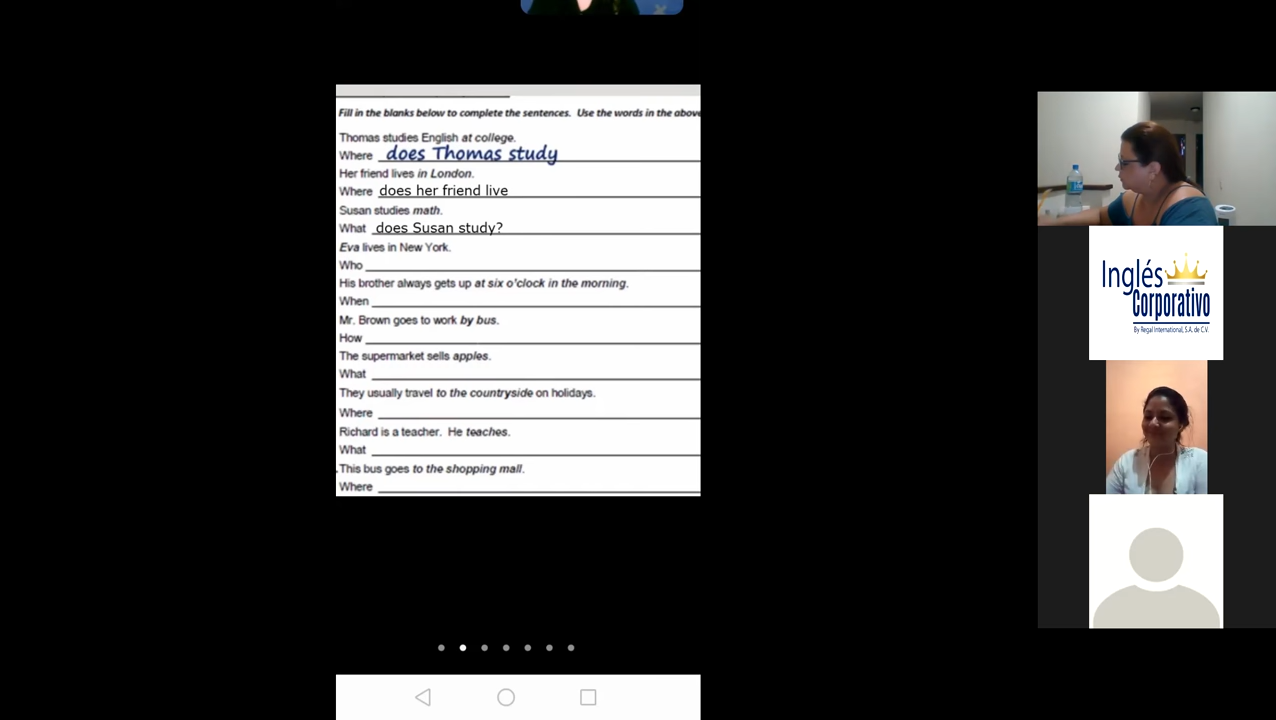 Fill in the blanks below to complete the sentences. Use the words in the above
Thomas studies English at college.
Where does Thomas study
Her friend lives in London.
Where does her friend live
Susan studies math.
What does Susan study?
Eva lives in New York.
Who
His brother always gets up at six o'clock in the morning.
When
Mr. Brown goes to work by bus.
How
The supermarket sells apples.
What
They usually travel to the countryside on holidays.
Where
Richard is a teacher. He teaches.
What
.This bus goes to the shopping mall.
Where
Inglés
Corporativo
By Regal International, S.A. de C.V.